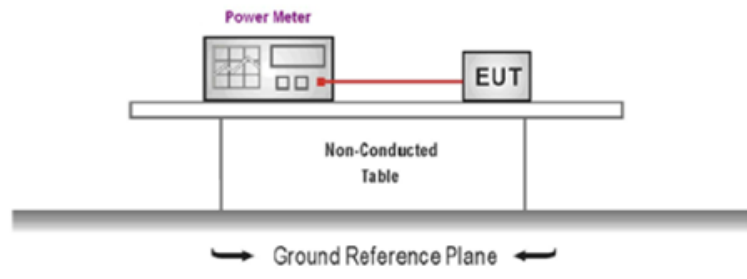 Power Meter
EUT
Non-Conducted
Table
Ground Reference Plane